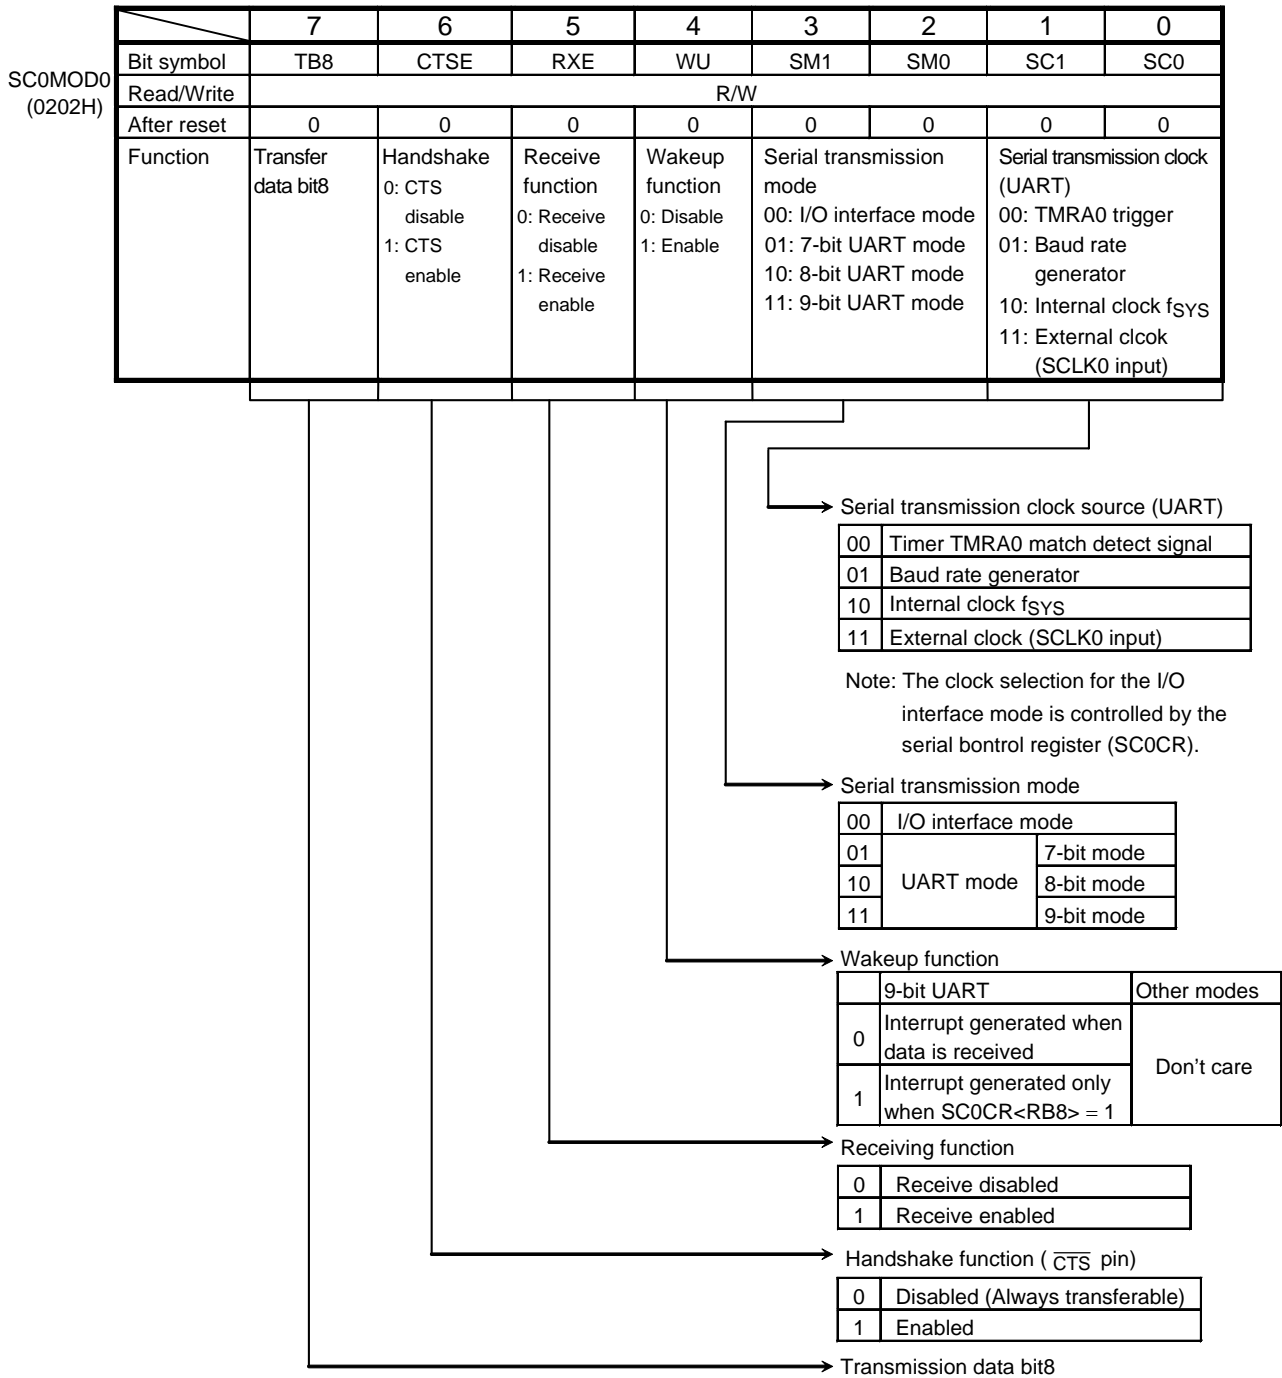 7 6 5 4 3 2 1 0
SC0MOD0
(0202H)
Bit symbol TB8 CTSE RXE WU SM1 SM0 SC1 SC0
Read/Write R/W
After reset 0 0 0 0 0 0 0 0
Function
Transfer
data bit8
Handshake
0: CTS
disable
1: CTS
enable
Receive
function
0: Receive
disable
1: Receive
enable
Wakeup
function
0: Disable
1: Enable
Serial transmission
mode
00: I/O interface mode
01: 7-bit UART mode
10: 8-bit UART mode
11: 9-bit UART mode
Serial transmission clock
(UART)
00: TMRA0 trigger
01: Baud rate
generator
10: Internal clock fSYS
11: External clcok
(SCLK0 input)
Serial transmission clock source (UART)
00 Timer TMRA0 match detect signal
01 Baud rate generator
10 Internal clock fSYS
11 External clock (SCLK0 input)
Note: The clock selection for the I/O
interface mode is controlled by the
serial bontrol register (SC0CR).
Serial transmission mode
00 I/O interface mode
01 7-bit mode
10 UART mode 8-bit mode
11 9-bit mode
Wakeup function
9-bit UART Other modes
0 Interrupt generated when
data is received
Don't care
1 Interrupt generated only
when SC0CR<RB8> = 1
Receiving function
0 Receive disabled
1 Receive enabled
Handshake function ( CTS pin)
0 Disabled (Always transferable)
1 Enabled
Transmission data bit8